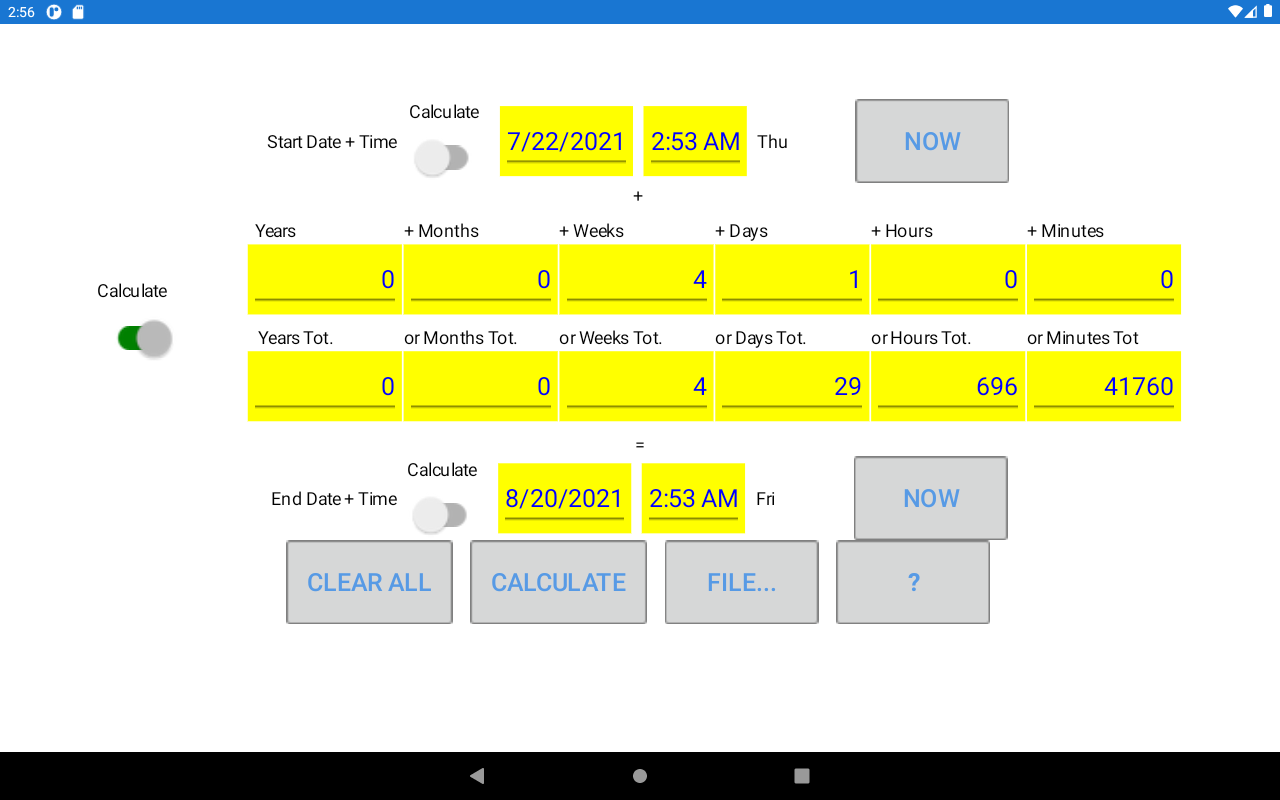 2:56
Calculate
Start Date + Time 7/22/2021 2:53 AM Thu NOW
+
Years + Months + Weeks + Days + Hours + Minutes
0 0 4 1 0 0
Calculate
Years Tot. or Months Tot. or Weeks Tot. or Days Tot. or Hours Tot. or Minutes Tot
0 0 4 29 696 41760
=
Calculate
End Date + Time 8/20/2021 2:53 AM Fri NOW
CLEAR ALL CALCULATE FILE... ?